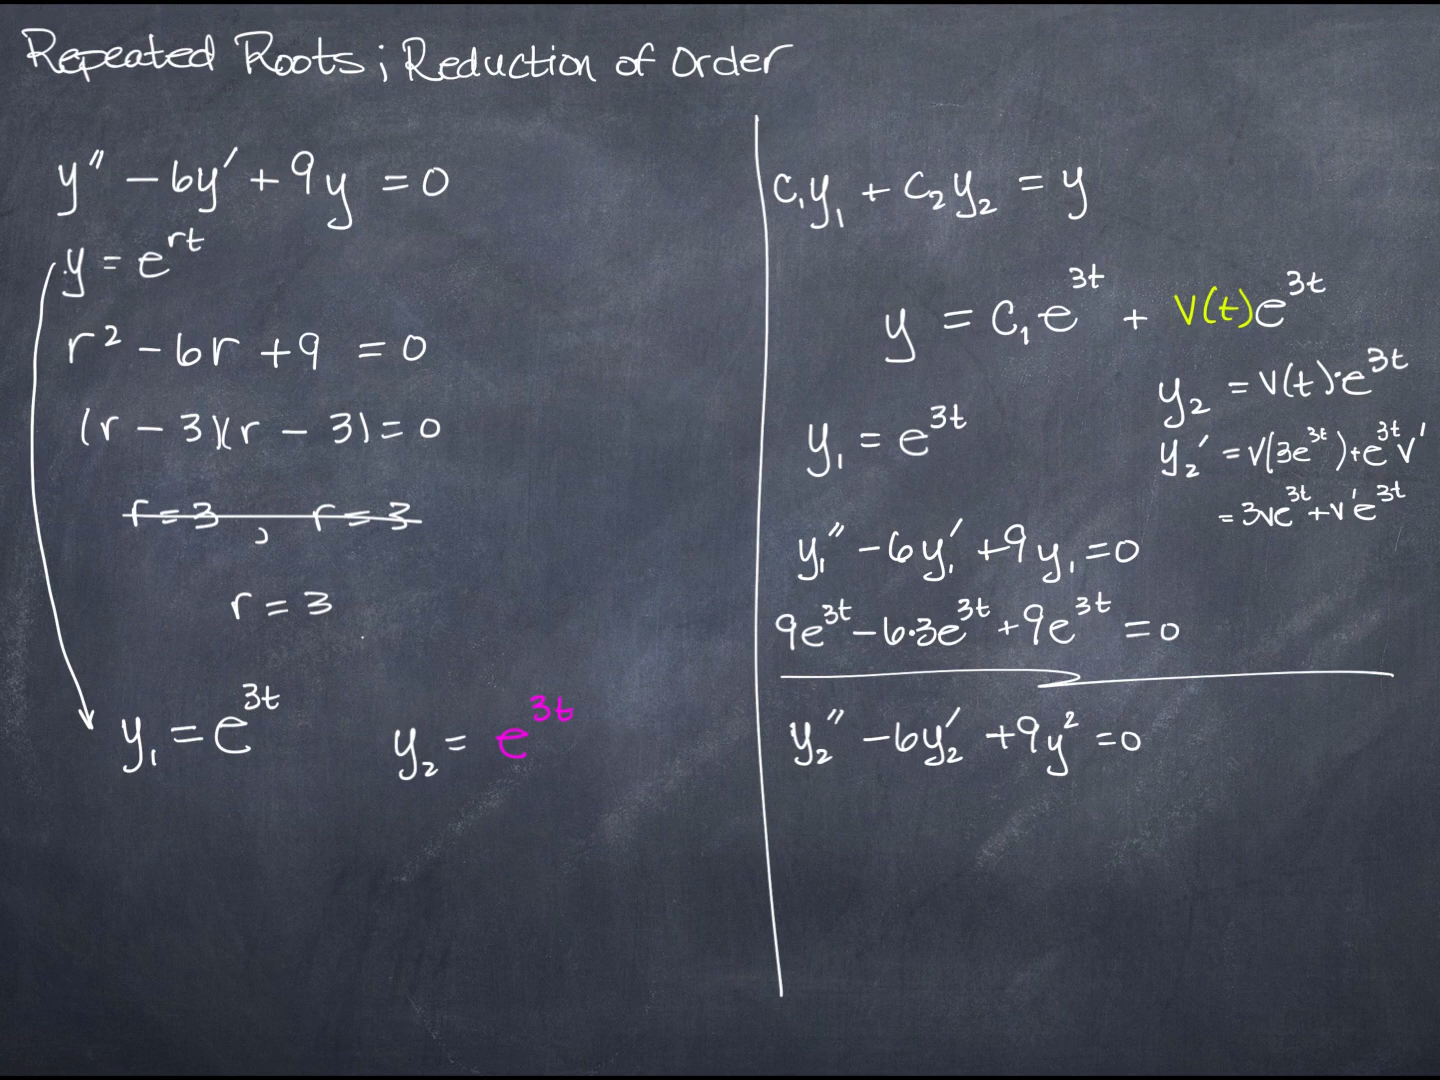 Repeated Roots; Reduction of Order
y'' - 6y' + 9y = 0
y = e^{rt}
r² - 6r + 9 = 0
(r - 3)(r - 3) = 0
r = 3, r = 3
r = 3
y₁ = e^{3t}
y₂ = e^{3t}
c₁y₁ + c₂y₂ = y
y = c₁e^{3t} + v(t)e^{3t}
y₂ = v(t)·e^{3t}
y₂' = v(3e^{3t}) + e^{3t}v'
= 3ve^{3t} + v'e^{3t}
y₁ = e^{3t}
y₁'' - 6y₁' + 9y₁ = 0
9e^{3t} - 6·3e^{3t} + 9e^{3t} = 0
y₂'' - 6y₂' + 9y² = 0